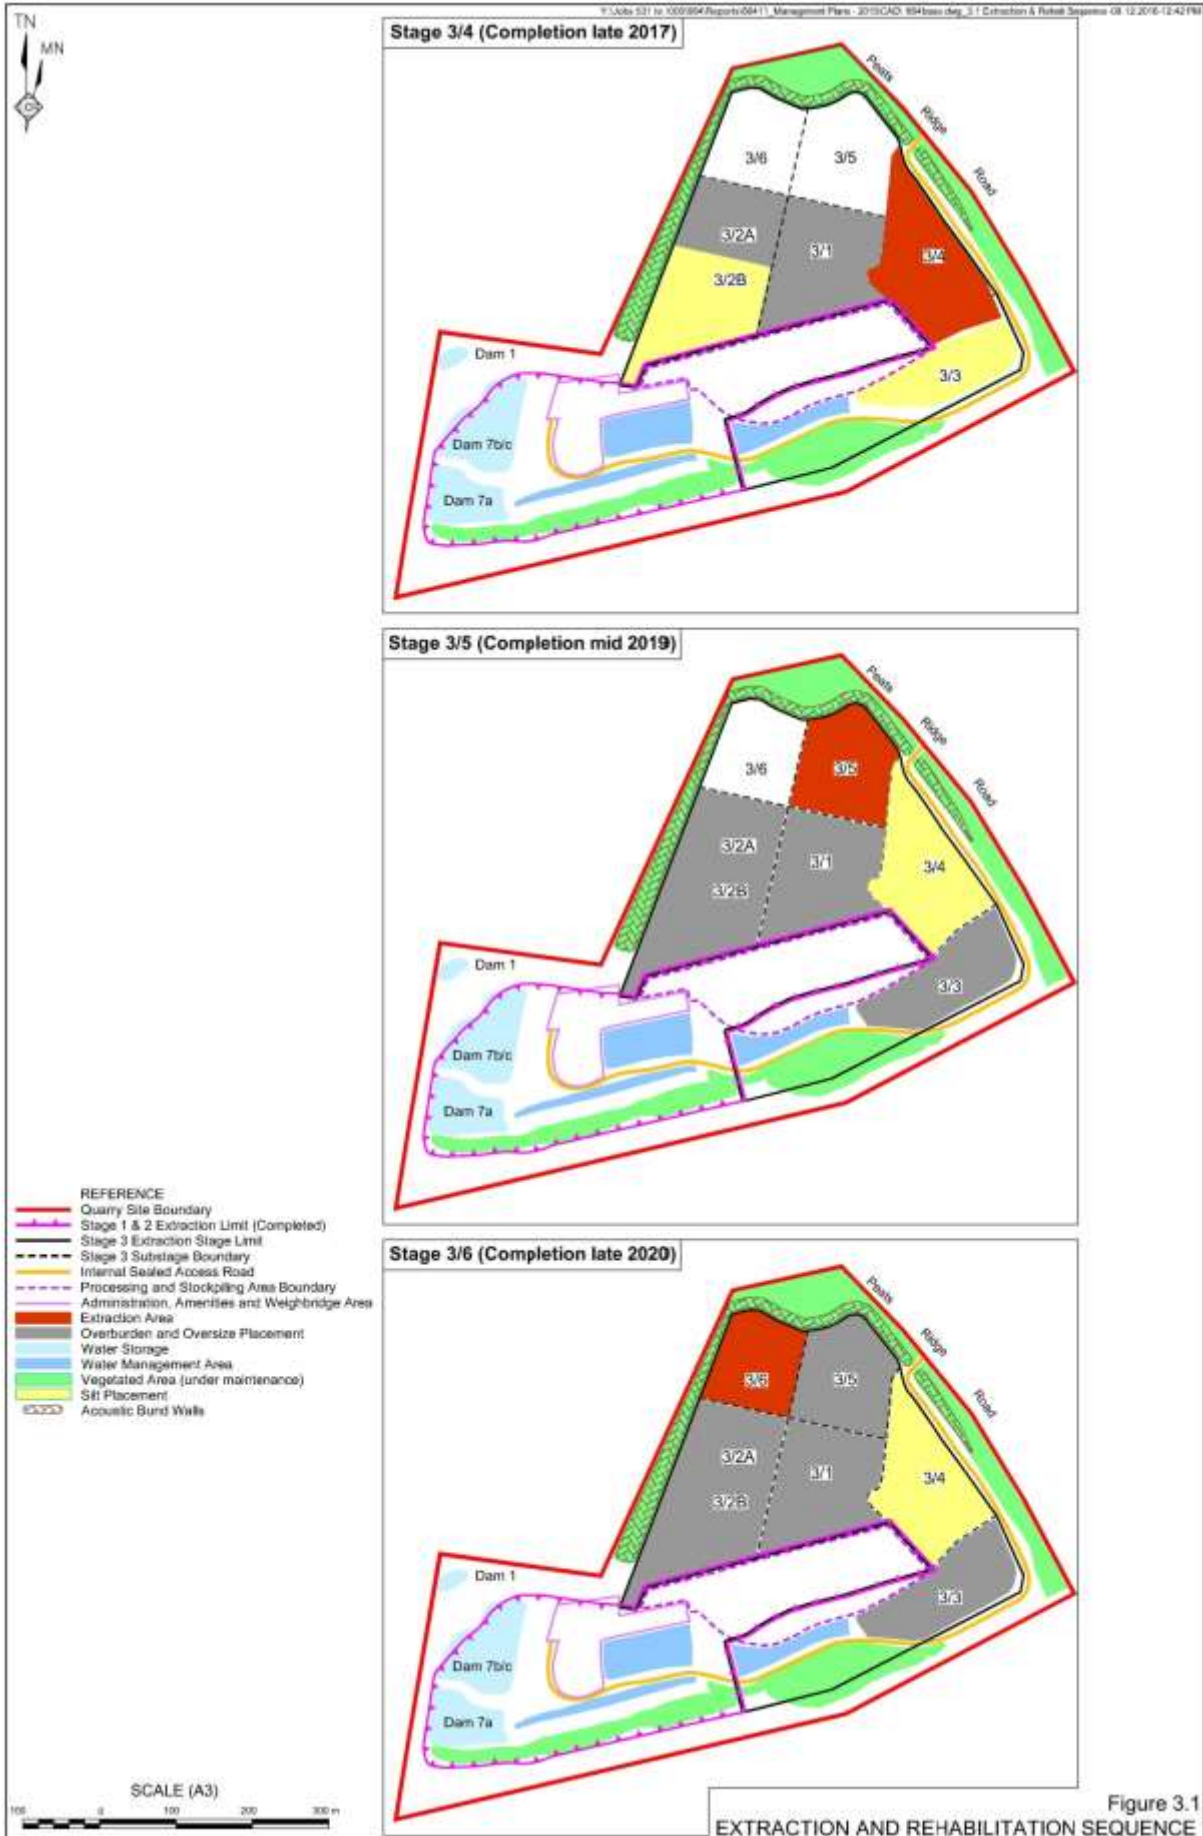 TN
MN
Stage 3/4 (Completion late 2017)
Peats
Ridge
Road
3/6
3/5
3/2A
3/1
3/4
3/2B
3/3
Dam 1
Dam 7b/c
Dam 7a
Stage 3/5 (Completion mid 2019)
Peats
Ridge
Road
3/6
3/5
3/2A
3/1
3/4
3/2B
3/3
Dam 1
Dam 7b/c
Dam 7a
Stage 3/6 (Completion late 2020)
Peats
Ridge
Road
3/6
3/5
3/2A
3/1
3/4
3/2B
3/3
Dam 1
Dam 7b/c
Dam 7a
REFERENCE
Quarry Site Boundary
Stage 1 & 2 Extraction Limit (Completed)
Stage 3 Extraction Stage Limit
Stage 3 Substage Boundary
Internal Sealed Access Road
Processing and Stockpiling Area Boundary
Administration, Amenities and Weighbridge Area
Extraction Area
Overburden and Oversize Placement
Water Storage
Water Management Area
Vegetated Area (under maintenance)
Silt Placement
Acoustic Bund Walls
SCALE (A3)
100 0 100 200 300 m
Figure 3.1
EXTRACTION AND REHABILITATION SEQUENCE